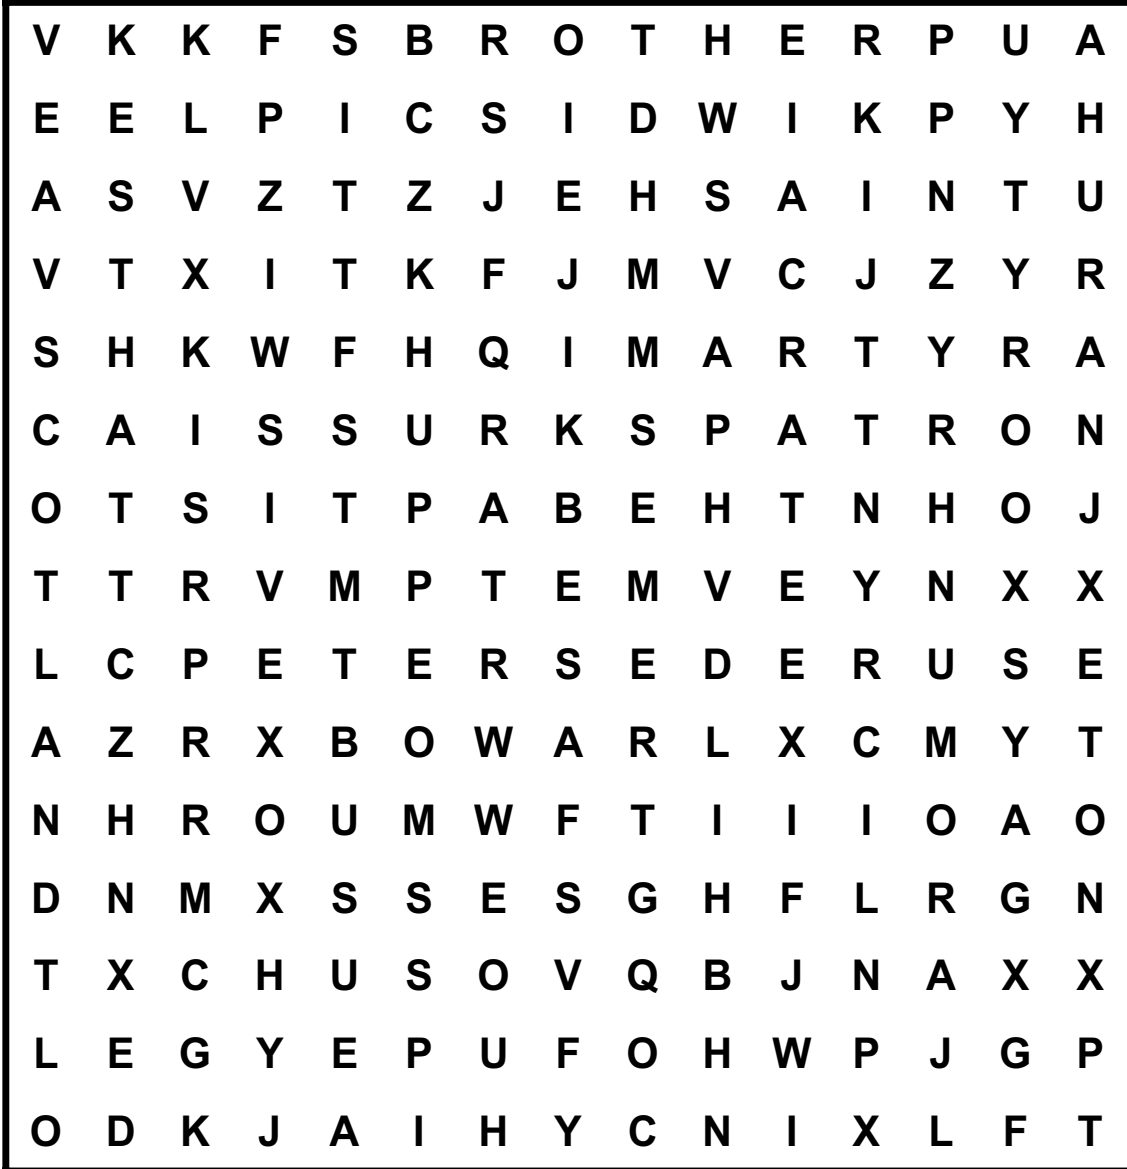 V K K F S B R O T H E R P U A
E E L P I C S I D W I K P Y H
A S V Z T Z J E H S A I N T U
V T X I T K F J M V C J Z Y R
S H K W F H Q I M A R T Y R A
C A I S S U R K S P A T R O N
O T S I T P A B E H T N H O J
T T R V M P T E M V E Y N X X
L C P E T E R S E D E R U S E
A Z R X B O W A R L X C M Y T
N H R O U M W F T I I I O A O
D N M X S S E S G H F L R G N
T X C H U S O V Q B J N A X X
L E G Y E P U F O H W P J G P
O D K J A I H Y C N I X L F T